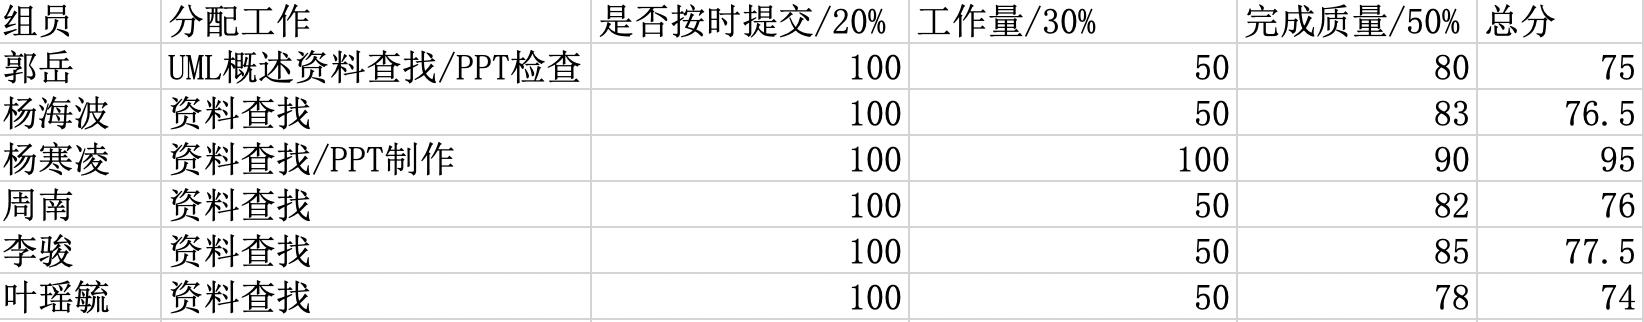 组员 分配工作 是否按时提交/20% 工作量/30% 完成质量/50% 总分
郭岳 UML概述资料查找/PPT检查 100 50 80 75
杨海波 资料查找 100 50 83 76.5
杨寒凌 资料查找/PPT制作 100 100 90 95
周南 资料查找 100 50 82 76
李骏 资料查找 100 50 85 77.5
叶瑶毓 资料查找 100 50 78 74